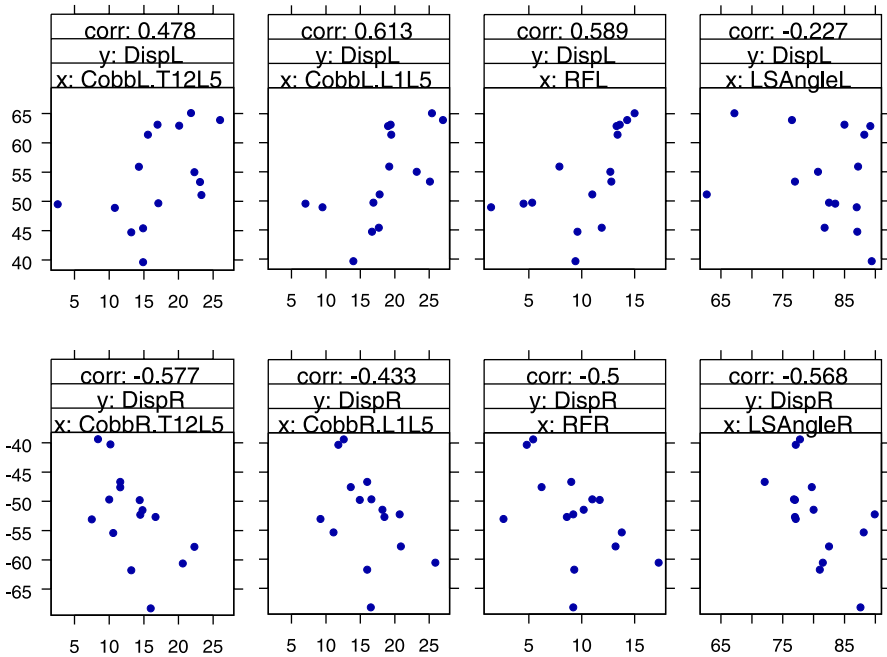 corr: 0.478 corr: 0.613 corr: 0.589 corr: -0.227
y: DispL y: DispL y: DispL y: DispL
x: CobbL.T12L5 x: CobbL.L1L5 x: RFL x: LSAngleL
65
60
55
50
45
40
5 10 15 20 25 5 10 15 20 25 5 10 15 65 75 85
corr: -0.577 corr: -0.433 corr: -0.5 corr: -0.568
y: DispR y: DispR y: DispR y: DispR
x: CobbR.T12L5 x: CobbR.L1L5 x: RFR x: LSAngleR
-40
-45
-50
-55
-60
-65
5 10 15 20 5 10 15 20 25 5 10 15 65 75 85